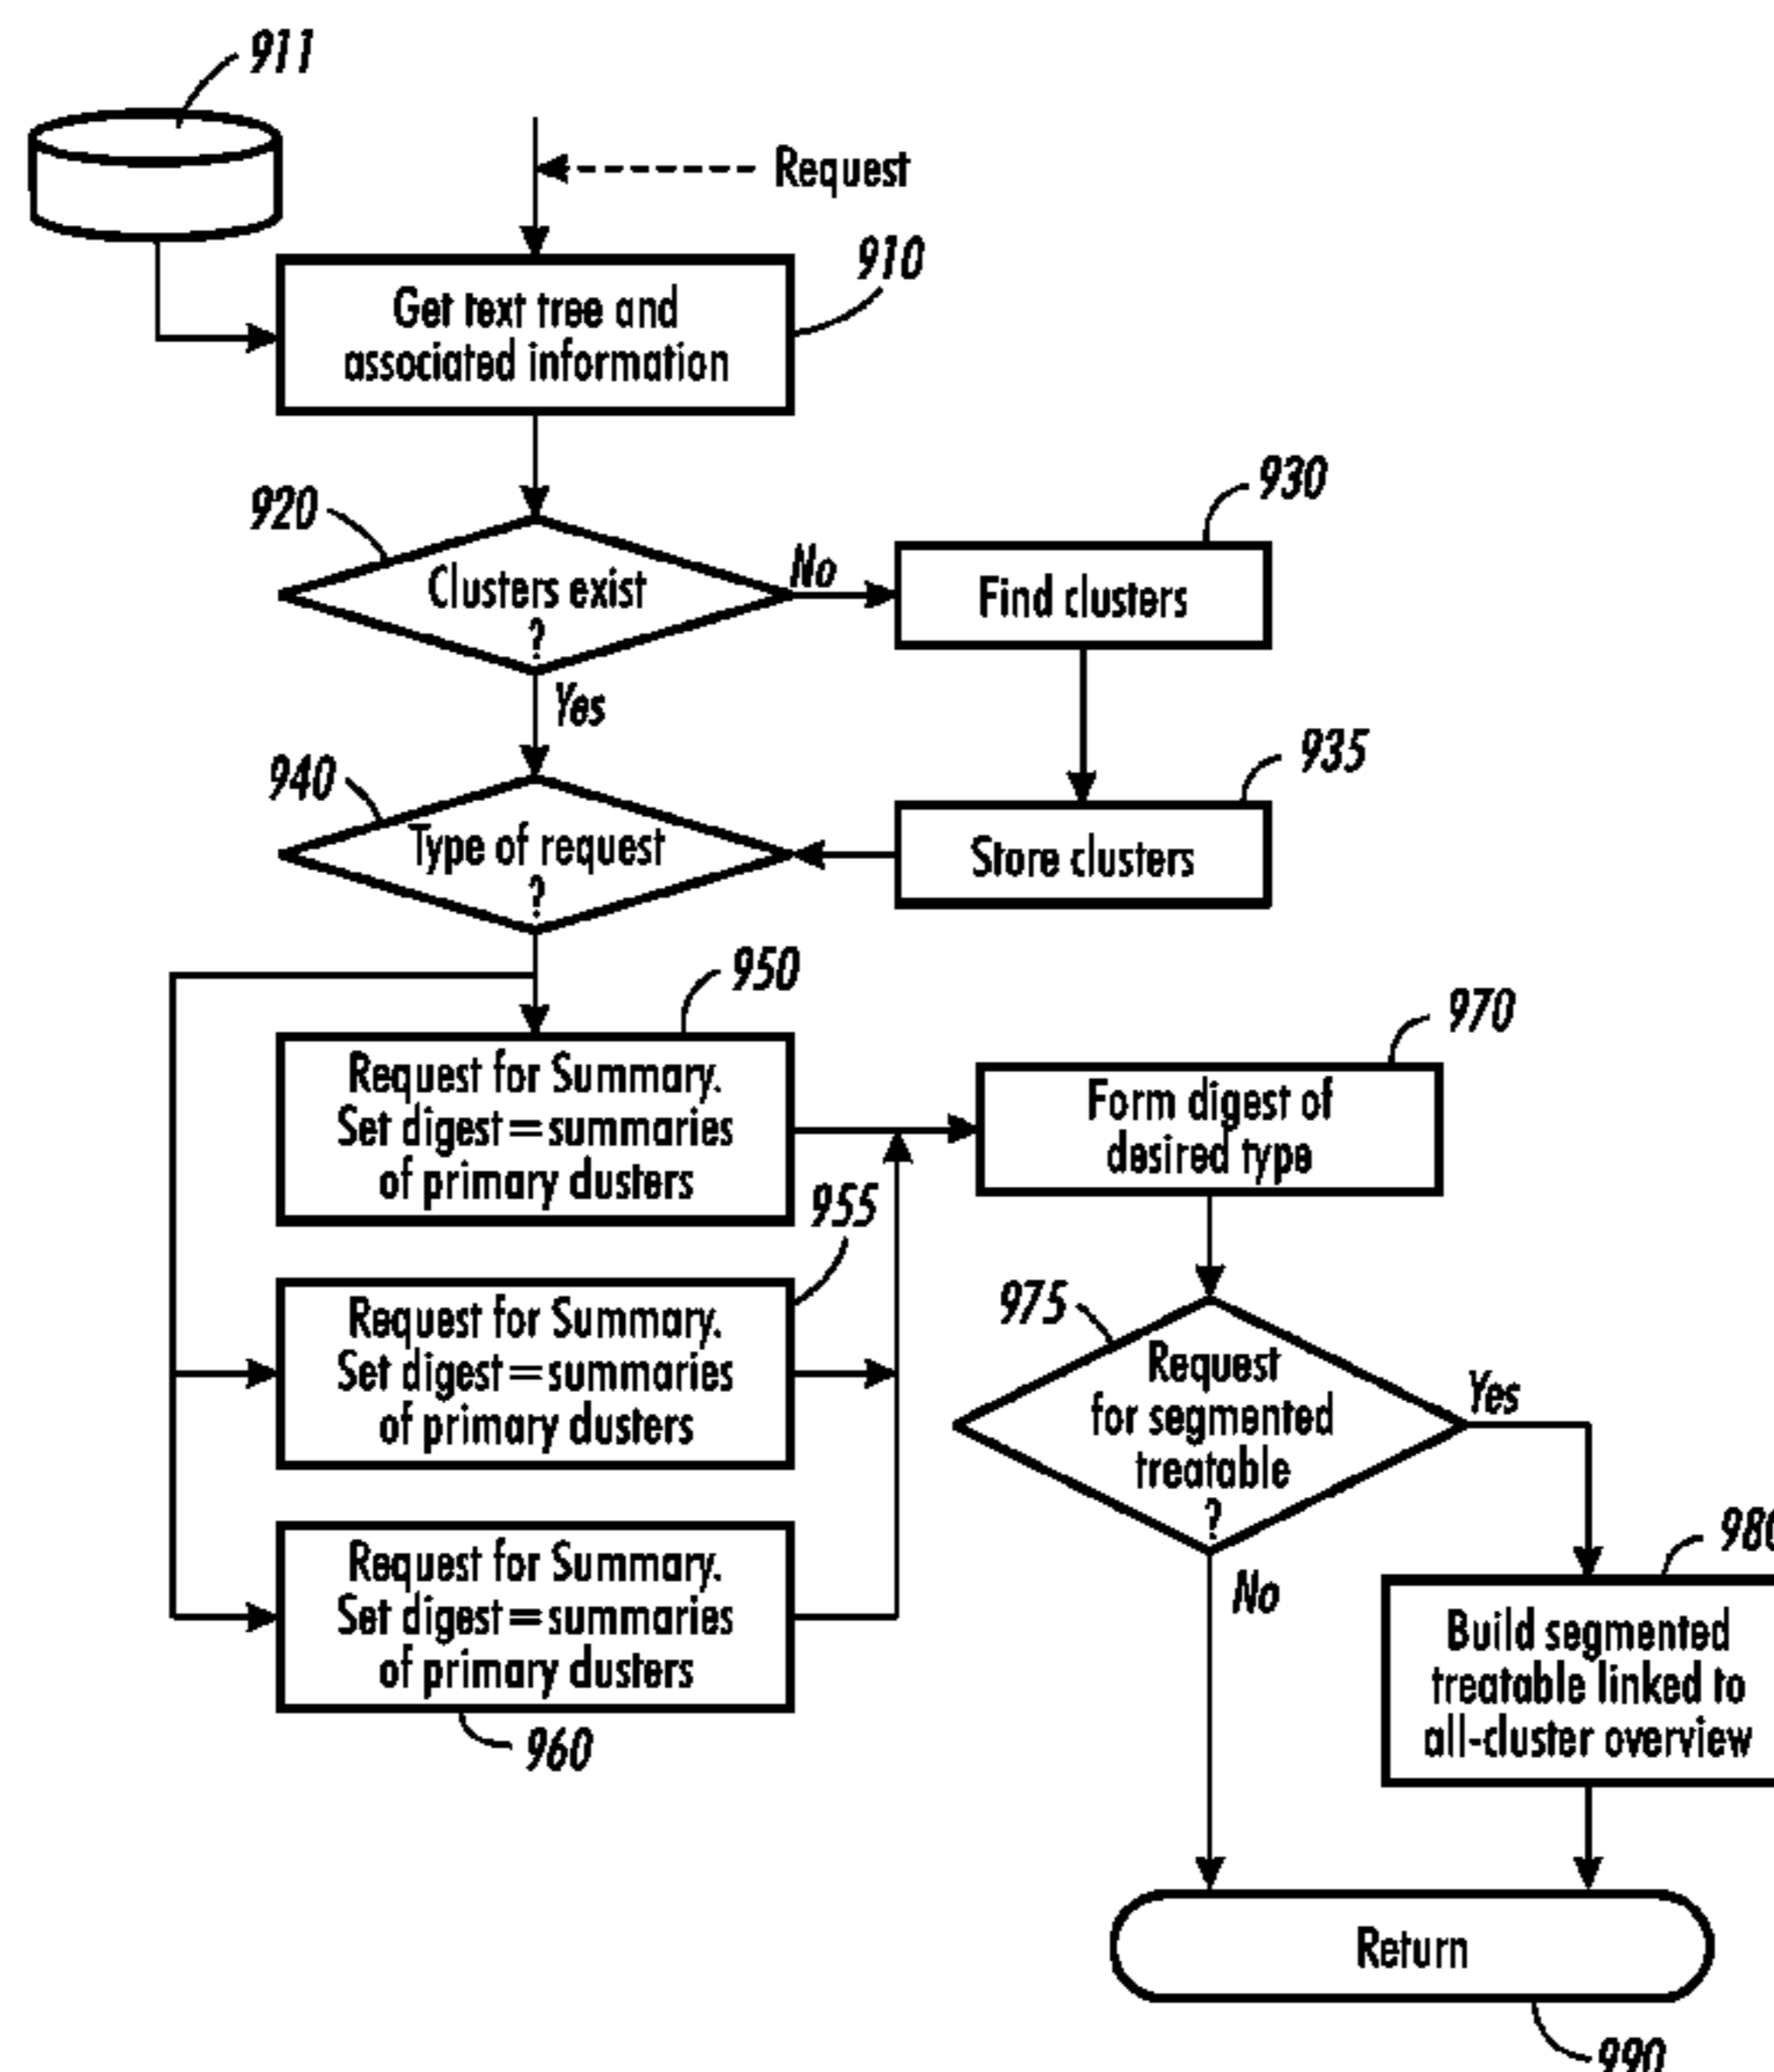 911
Request
910
Get text tree and
associated information
920
Clusters exist
?
No
930
Find clusters
Yes
935
Store clusters
940
Type of request
?
950
Request for Summary.
Set digest=summaries
of primary dusters
955
Request for Summary.
Set digest=summaries
of primary dusters
Request for Summary.
Set digest=summaries
of primary dusters
960
970
Form digest of
desired type
975
Request
for segmented
treatable
?
Yes
No
980
Build segmented
treatable linked to
all-cluster overview
Return
990